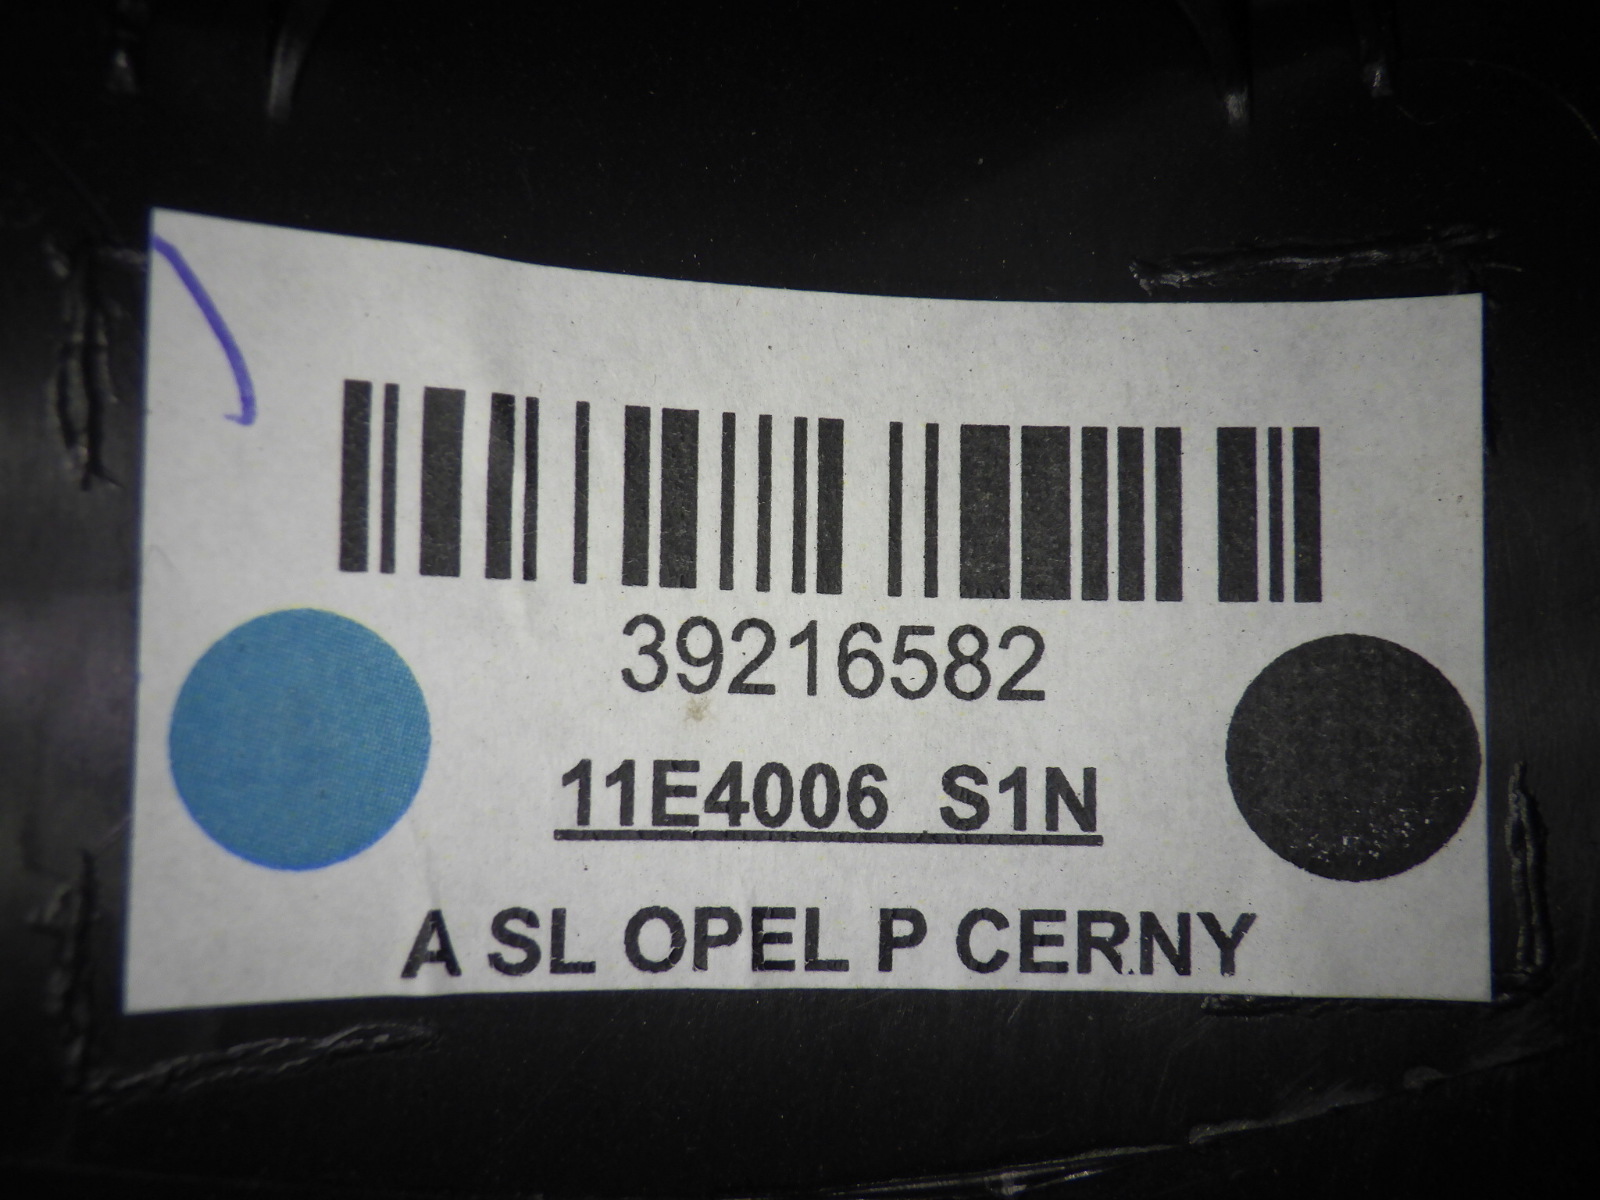 39216582
11E4006 S1N
A SL OPEL P CERNY